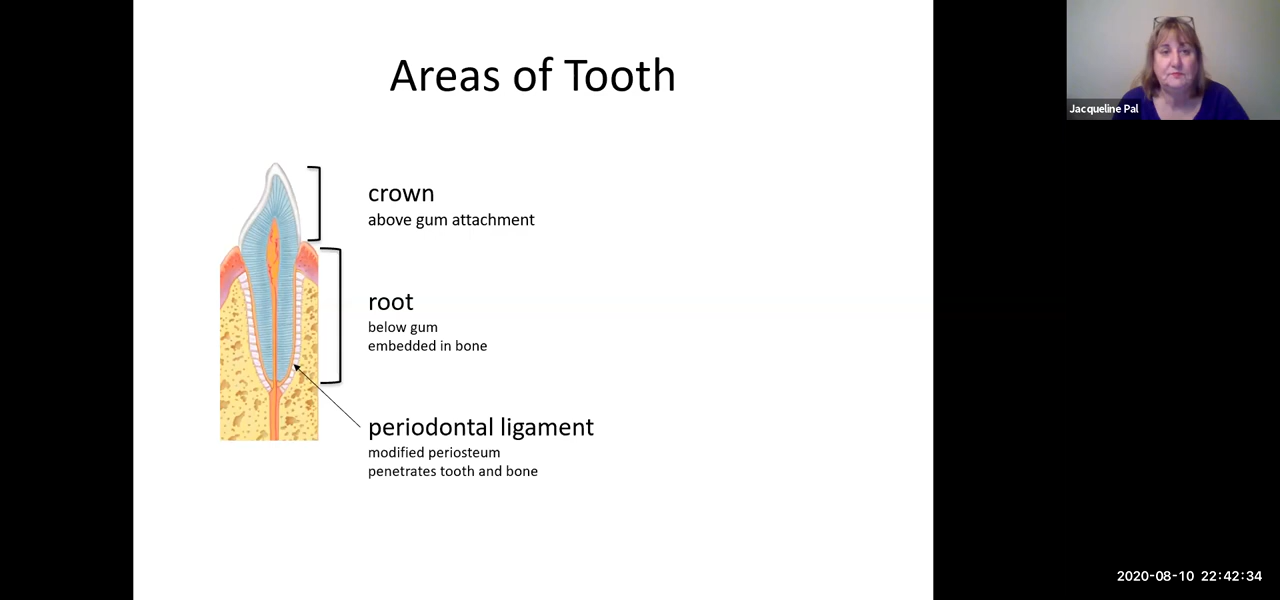 Areas of Tooth
crown
above gum attachment
root
below gum
embedded in bone
periodontal ligament
modified periosteum
penetrates tooth and bone
Jacqueline Pal
2020-08-10 22:42:34